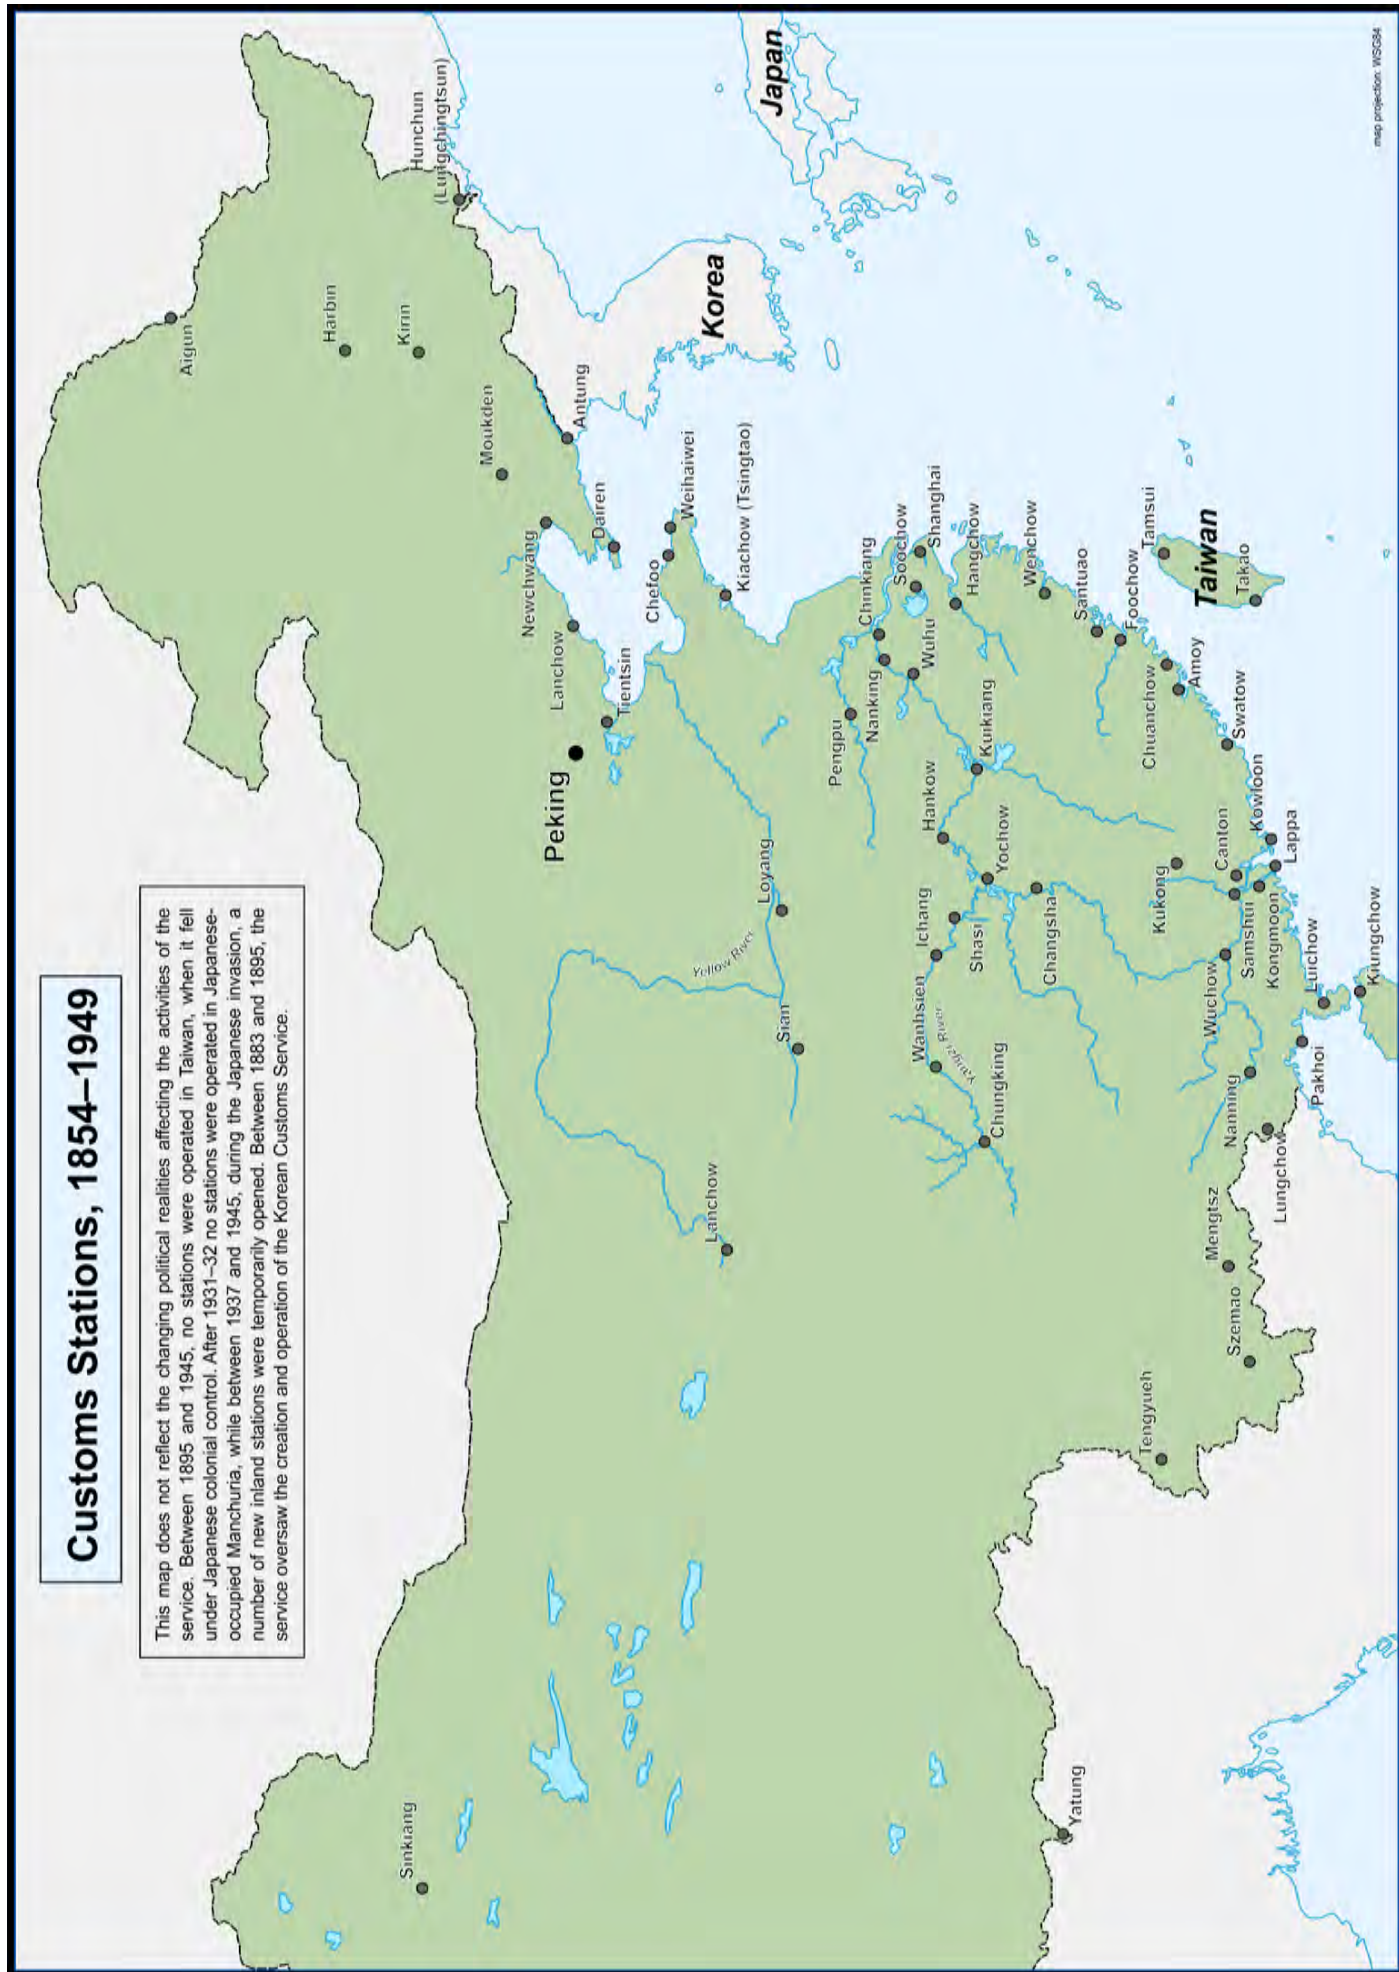 Customs Stations, 1854–1949
This map does not reflect the changing political realities affecting the activities of the
service. Between 1895 and 1945, no stations were operated in Taiwan, when it fell
under Japanese colonial control. After 1931–32 no stations were operated in Japanese-
occupied Manchuria, while between 1937 and 1945, during the Japanese invasion, a
number of new inland stations were temporarily opened. Between 1883 and 1895, the
service oversaw the creation and operation of the Korean Customs Service.
Aigun
Harbin
Kirin
Hunchun
(Lungchingtsun)
Moukden
Antung
Newchwang
Dairen
Lanchow
Tientsin
Peking
Chefoo
Weihaiwei
Kiachow (Tsingtao)
Korea
Japan
Sinkiang
Lanchow
Sian
Loyang
Yellow River
Pengpu
Nanking
Chinkiang
Soochow
Shanghai
Wuhu
Hangchow
Kuikiang
Hankow
Yochow
Ichang
Shasi
Changsha
Wanhsien
Yangzi River
Chungking
Wenchow
Santuao
Foochow
Tamsui
Taiwan
Takao
Chuanchow
Amoy
Swatow
Kukong
Canton
Kowloon
Lappa
Samshui
Kongmoon
Wuchow
Luichow
Kiungchow
Nanning
Pakhoi
Lungchow
Mengtsz
Szemao
Tengyueh
Yatung
map projection: WSG84